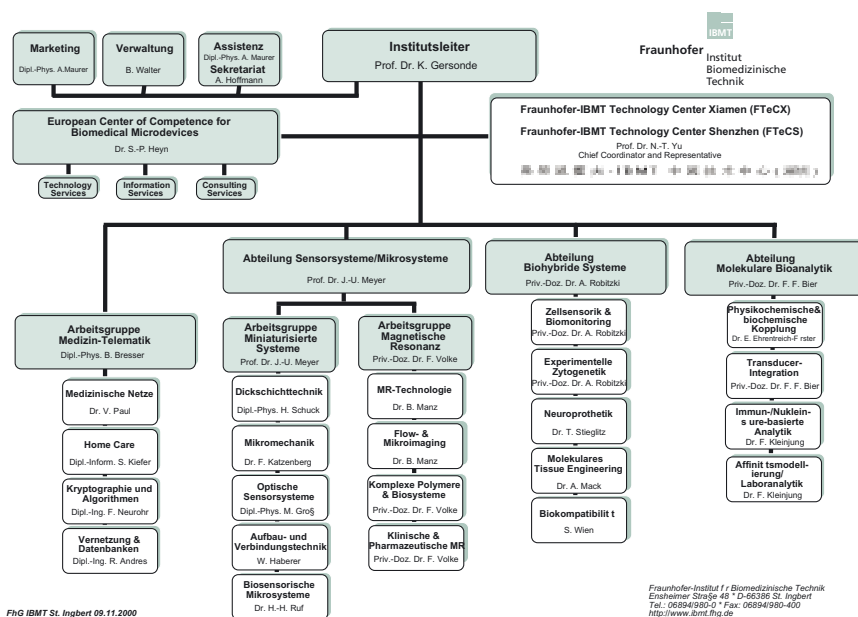 Marketing
Dipl.-Phys. A.Maurer
Verwaltung
B. Walter
Assistenz
Dipl.-Phys. A. Maurer
Sekretariat
A. Hoffmann
Institutsleiter
Prof. Dr. K. Gersonde
IBMT
Fraunhofer
Institut
Biomedizinische
Technik
European Center of Competence for
Biomedical Microdevices
Dr. S.-P. Heyn
Technology
Services
Information
Services
Consulting
Services
Fraunhofer-IBMT Technology Center Xiamen (FTeCX)
Fraunhofer-IBMT Technology Center Shenzhen (FTeCS)
Prof. Dr. N.-T. Yu
Chief Coordinator and Representative
Arbeitsgruppe
Medizin-Telematik
Dipl.-Phys. B. Bresser
Medizinische Netze
Dr. V. Paul
Home Care
Dipl.-Inform. S. Kiefer
Kryptographie und
Algorithmen
Dipl.-Ing. F. Neurohr
Vernetzung &
Datenbanken
Dipl.-Ing. R. Andres
Abteilung Sensorsysteme/Mikrosysteme
Prof. Dr. J.-U. Meyer
Arbeitsgruppe
Miniaturisierte
Systeme
Prof. Dr. J.-U. Meyer
Dickschichttechnik
Dipl.-Phys. H. Schuck
Mikromechanik
Dr. F. Katzenberg
Optische
Sensorsysteme
Dipl.-Phys. M. Gro§
Aufbau- und
Verbindungstechnik
W. Haberer
Biosensorische
Mikrosysteme
Dr. H.-H. Ruf
Arbeitsgruppe
Magnetische
Resonanz
Priv.-Doz. Dr. F. Volke
MR-Technologie
Dr. B. Manz
Flow- &
Mikroimaging
Dr. B. Manz
Komplexe Polymere
& Biosysteme
Priv.-Doz. Dr. F. Volke
Klinische &
Pharmazeutische MR
Priv.-Doz. Dr. F. Volke
Abteilung
Biohybride Systeme
Priv.-Doz. Dr. A. Robitzki
Zellsensorik &
Biomonitoring
Priv.-Doz. Dr. A. Robitzki
Experimentelle
Zytogenetik
Priv.-Doz. Dr. A. Robitzki
Neuroprothetik
Dr. T. Stieglitz
Molekulares
Tissue Engineering
Dr. A. Mack
Biokompatibilit t
S. Wien
Abteilung
Molekulare Bioanalytik
Priv.-Doz. Dr. F. F. Bier
Physikochemische&
biochemische
Kopplung
Dr. E. Ehrentreich-F rster
Transducer-
Integration
Priv.-Doz. Dr. F. F. Bier
Immun-/Nuklein-
s ure-basierte
Analytik
Dr. F. Kleinjung
Affinit tsmodell-
ierung/
Laboranalytik
Dr. F. Kleinjung
FhG IBMT St. Ingbert 09.11.2000
Fraunhofer-Institut f r Biomedizinische Technik
Ensheimer Stra§e 48 * D-66386 St. Ingbert
Tel.: 06894/980-0 * Fax: 06894/980-400
http://www.ibmt.fhg.de